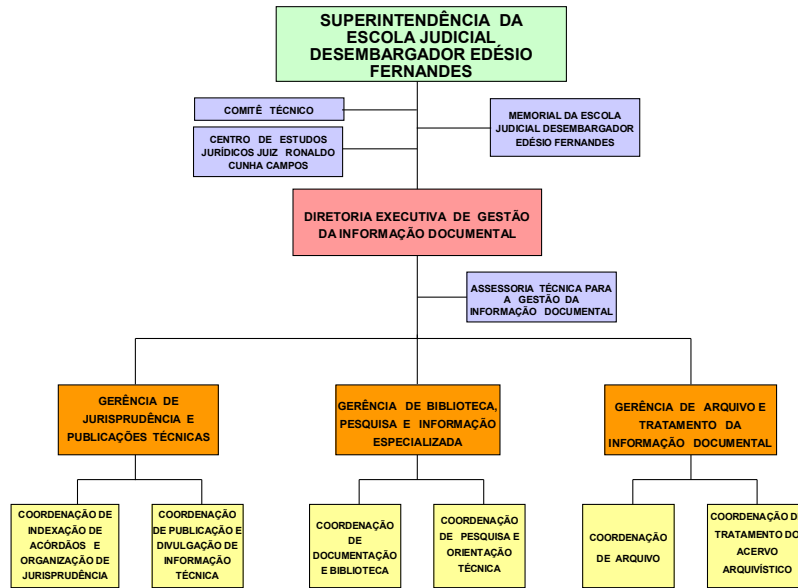 SUPERINTENDÊNCIA DA
ESCOLA JUDICIAL
DESEMBARGADOR EDÉSIO
FERNANDES
COMITÊ TÉCNICO
MEMORIAL DA ESCOLA
JUDICIAL DESEMBARGADOR
EDÉSIO FERNANDES
CENTRO DE ESTUDOS
JURÍDICOS JUIZ RONALDO
CUNHA CAMPOS
DIRETORIA EXECUTIVA DE GESTÃO
DA INFORMAÇÃO DOCUMENTAL
ASSESSORIA TÉCNICA PARA
A GESTÃO DA
INFORMAÇÃO DOCUMENTAL
GERÊNCIA DE
JURISPRUDÊNCIA E
PUBLICAÇÕES TÉCNICAS
GERÊNCIA DE BIBLIOTECA,
PESQUISA E INFORMAÇÃO
ESPECIALIZADA
GERÊNCIA DE ARQUIVO E
TRATAMENTO DA
INFORMAÇÃO DOCUMENTAL
COORDENAÇÃO DE
INDEXAÇÃO DE
ACÓRDÃOS E
ORGANIZAÇÃO DE
JURISPRUDÊNCIA
COORDENAÇÃO
DE PUBLICAÇÃO E
DIVULGAÇÃO DE
INFORMAÇÃO
TÉCNICA
COORDENAÇÃO
DE
DOCUMENTAÇÃO
E BIBLIOTECA
COORDENAÇÃO
DE PESQUISA E
ORIENTAÇÃO
TÉCNICA
COORDENAÇÃO
DE ARQUIVO
COORDENAÇÃO DE
TRATAMENTO DO
ACERVO
ARQUIVÍSTICO